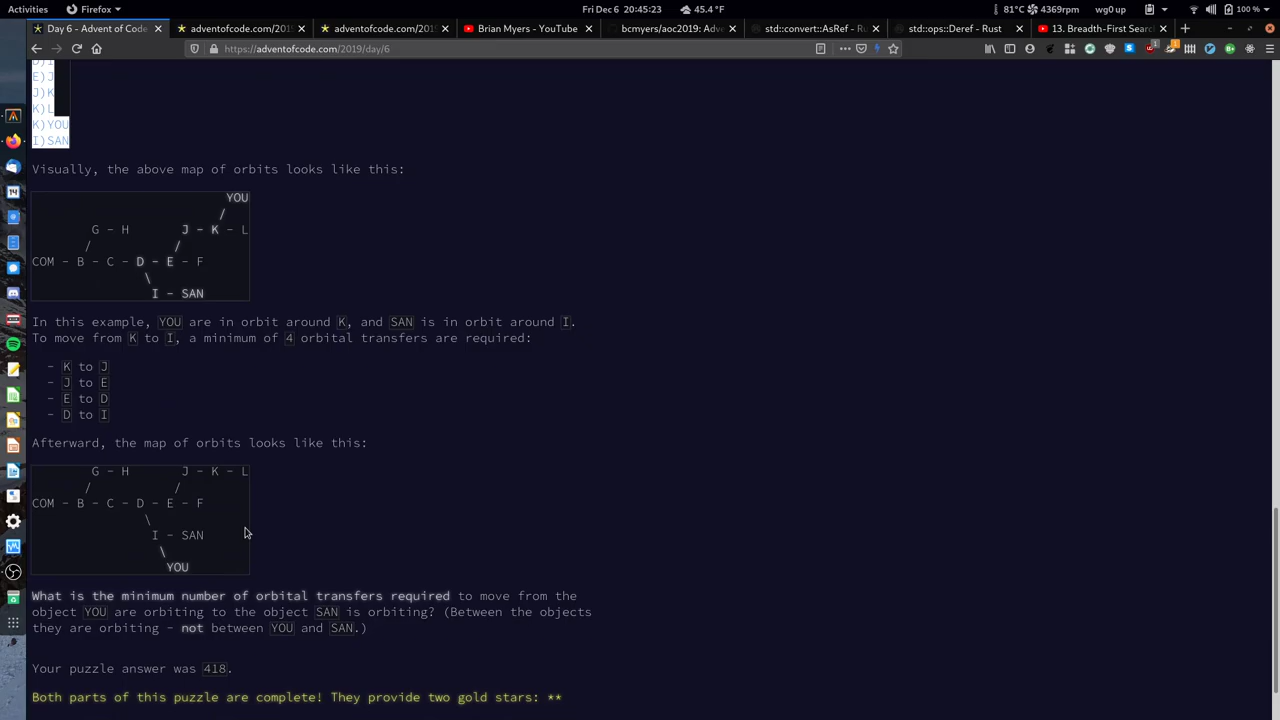 Activities
Firefox
Fri Dec 6 20:45:23
45.4°F
81°C
4369rpm
wg0 up
100 %
Day 6 - Advent of Code
adventofcode.com/2019/
adventofcode.com/2019/
Brian Myers - YouTube
bcmyers/aoc2019: Adv
std::convert::AsRef - Ru
std::ops::Deref - Rust
13. Breadth-First Searc
https://adventofcode.com/2019/day/6
D)I
E)J
J)K
K)L
K)YOU
I)SAN
Visually, the above map of orbits looks like this:
YOU
/
G - H J - K - L
/ /
COM - B - C - D - E - F
\
I - SAN
In this example, YOU are in orbit around K, and SAN is in orbit around I.
To move from K to I, a minimum of 4 orbital transfers are required:
- K to J
- J to E
- E to D
- D to I
Afterward, the map of orbits looks like this:
G - H J - K - L
/ /
COM - B - C - D - E - F
\
I - SAN
\
YOU
What is the minimum number of orbital transfers required to move from the
object YOU are orbiting to the object SAN is orbiting? (Between the objects
they are orbiting - not between YOU and SAN.)
Your puzzle answer was 418.
Both parts of this puzzle are complete! They provide two gold stars: **